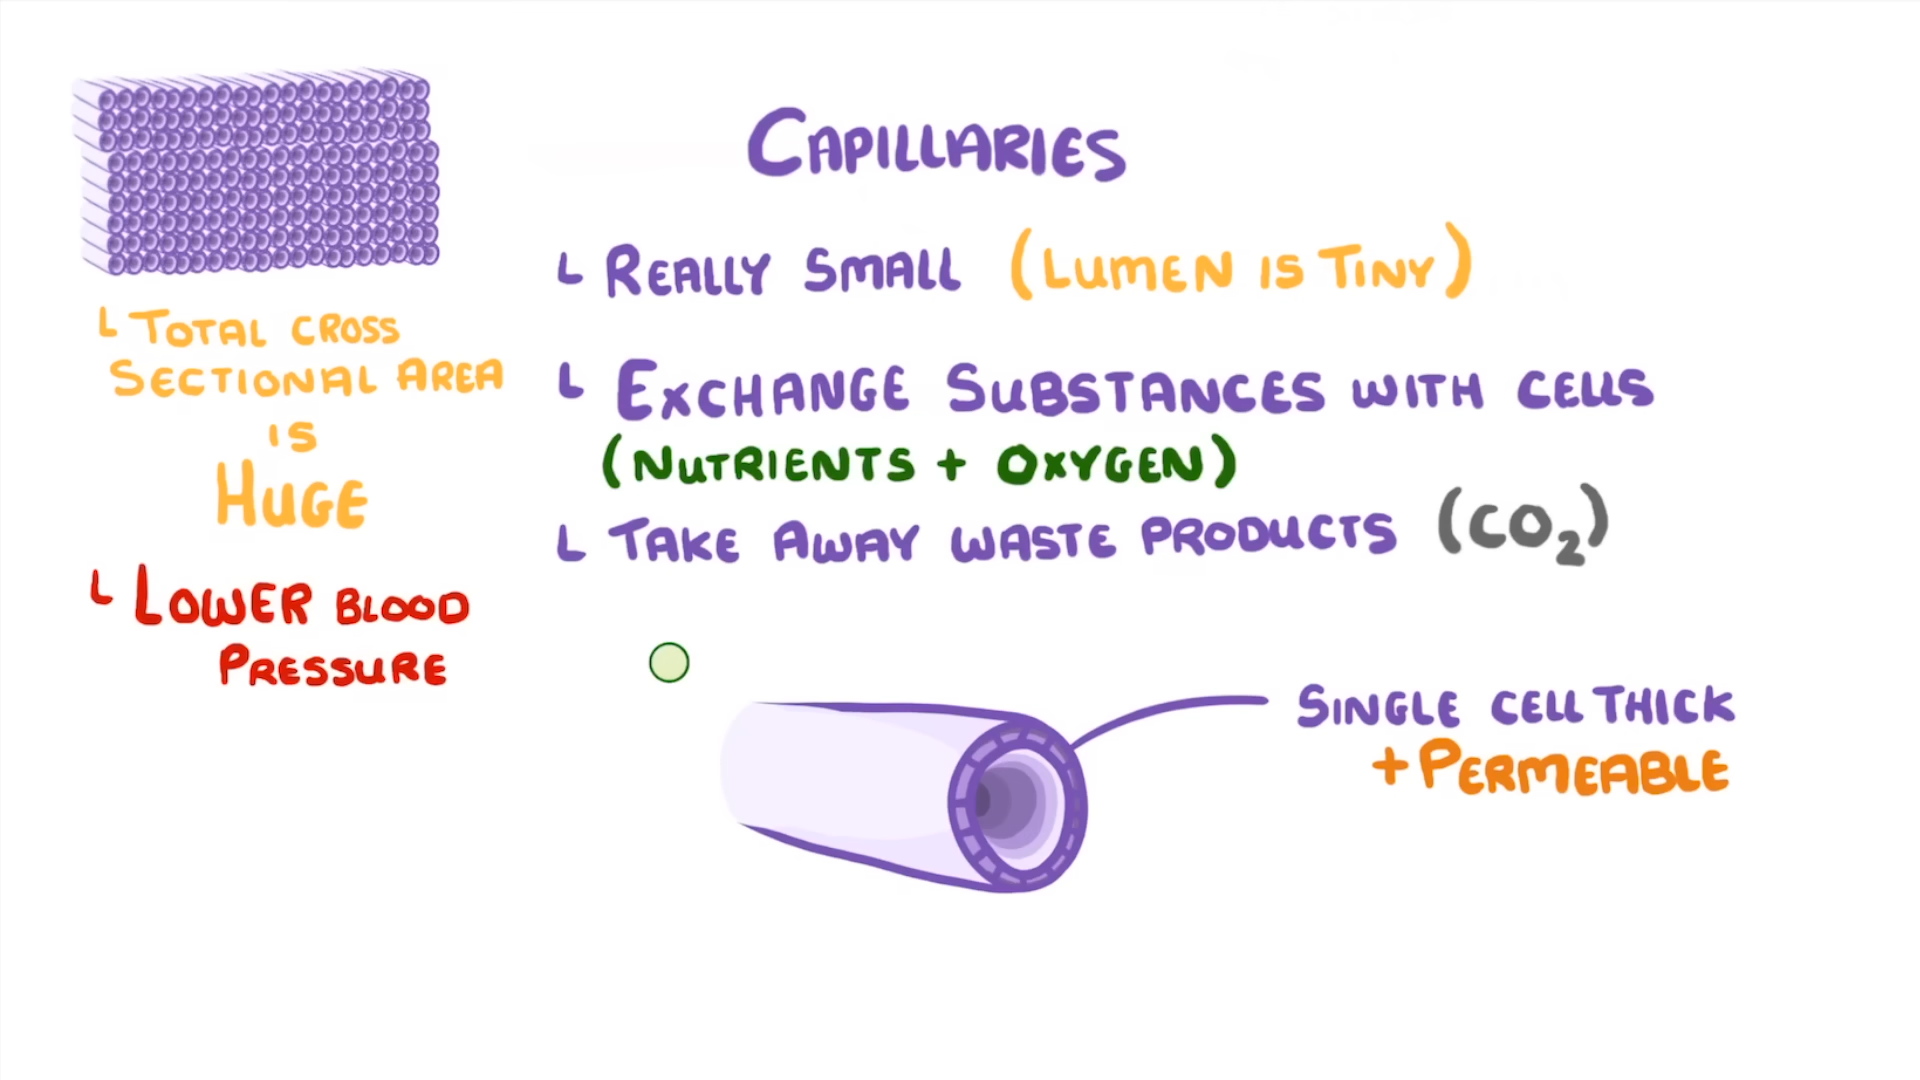 CAPILLARIES
└ REALLY SMALL (LUMEN IS TINY)
└ EXCHANGE SUBSTANCES WITH CELLS
(NUTRIENTS + OXYGEN)
└ TAKE AWAY WASTE PRODUCTS (CO₂)
└ TOTAL CROSS
SECTIONAL AREA
IS
HUGE
└ LOWER BLOOD
PRESSURE
SINGLE CELL THICK
+ PERMEABLE